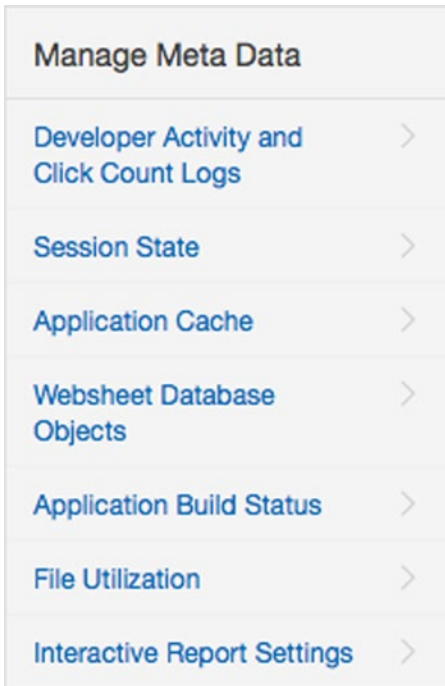 Manage Meta Data
Developer Activity and
Click Count Logs
Session State
Application Cache
Websheet Database
Objects
Application Build Status
File Utilization
Interactive Report Settings